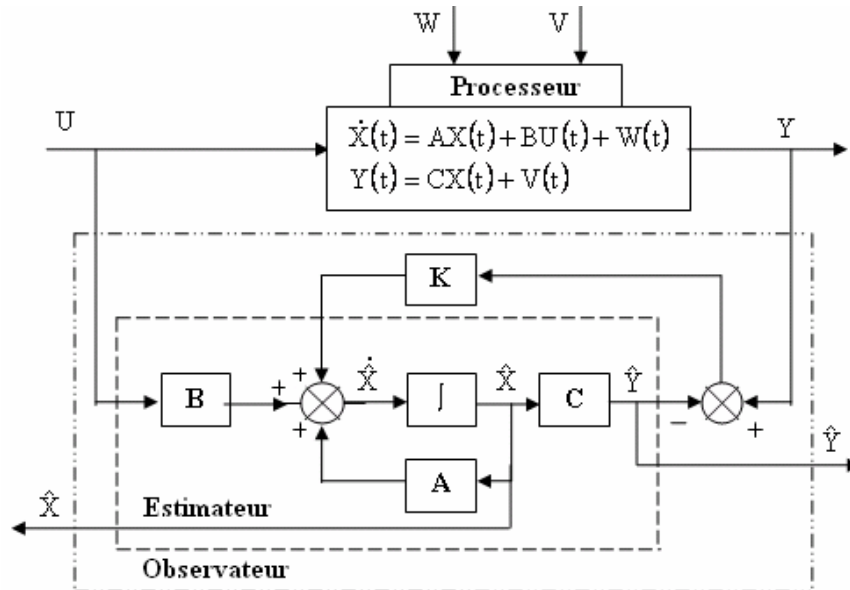 W V
Processeur
U
Ẋ(t) = AX(t) + BU(t) + W(t)
Y
Y(t) = CX(t) + V(t)
K
+
B
+
+
X̂̇
∫
X̂
C
Ŷ
−
+
Ŷ
A
X̂
Estimateur
Observateur